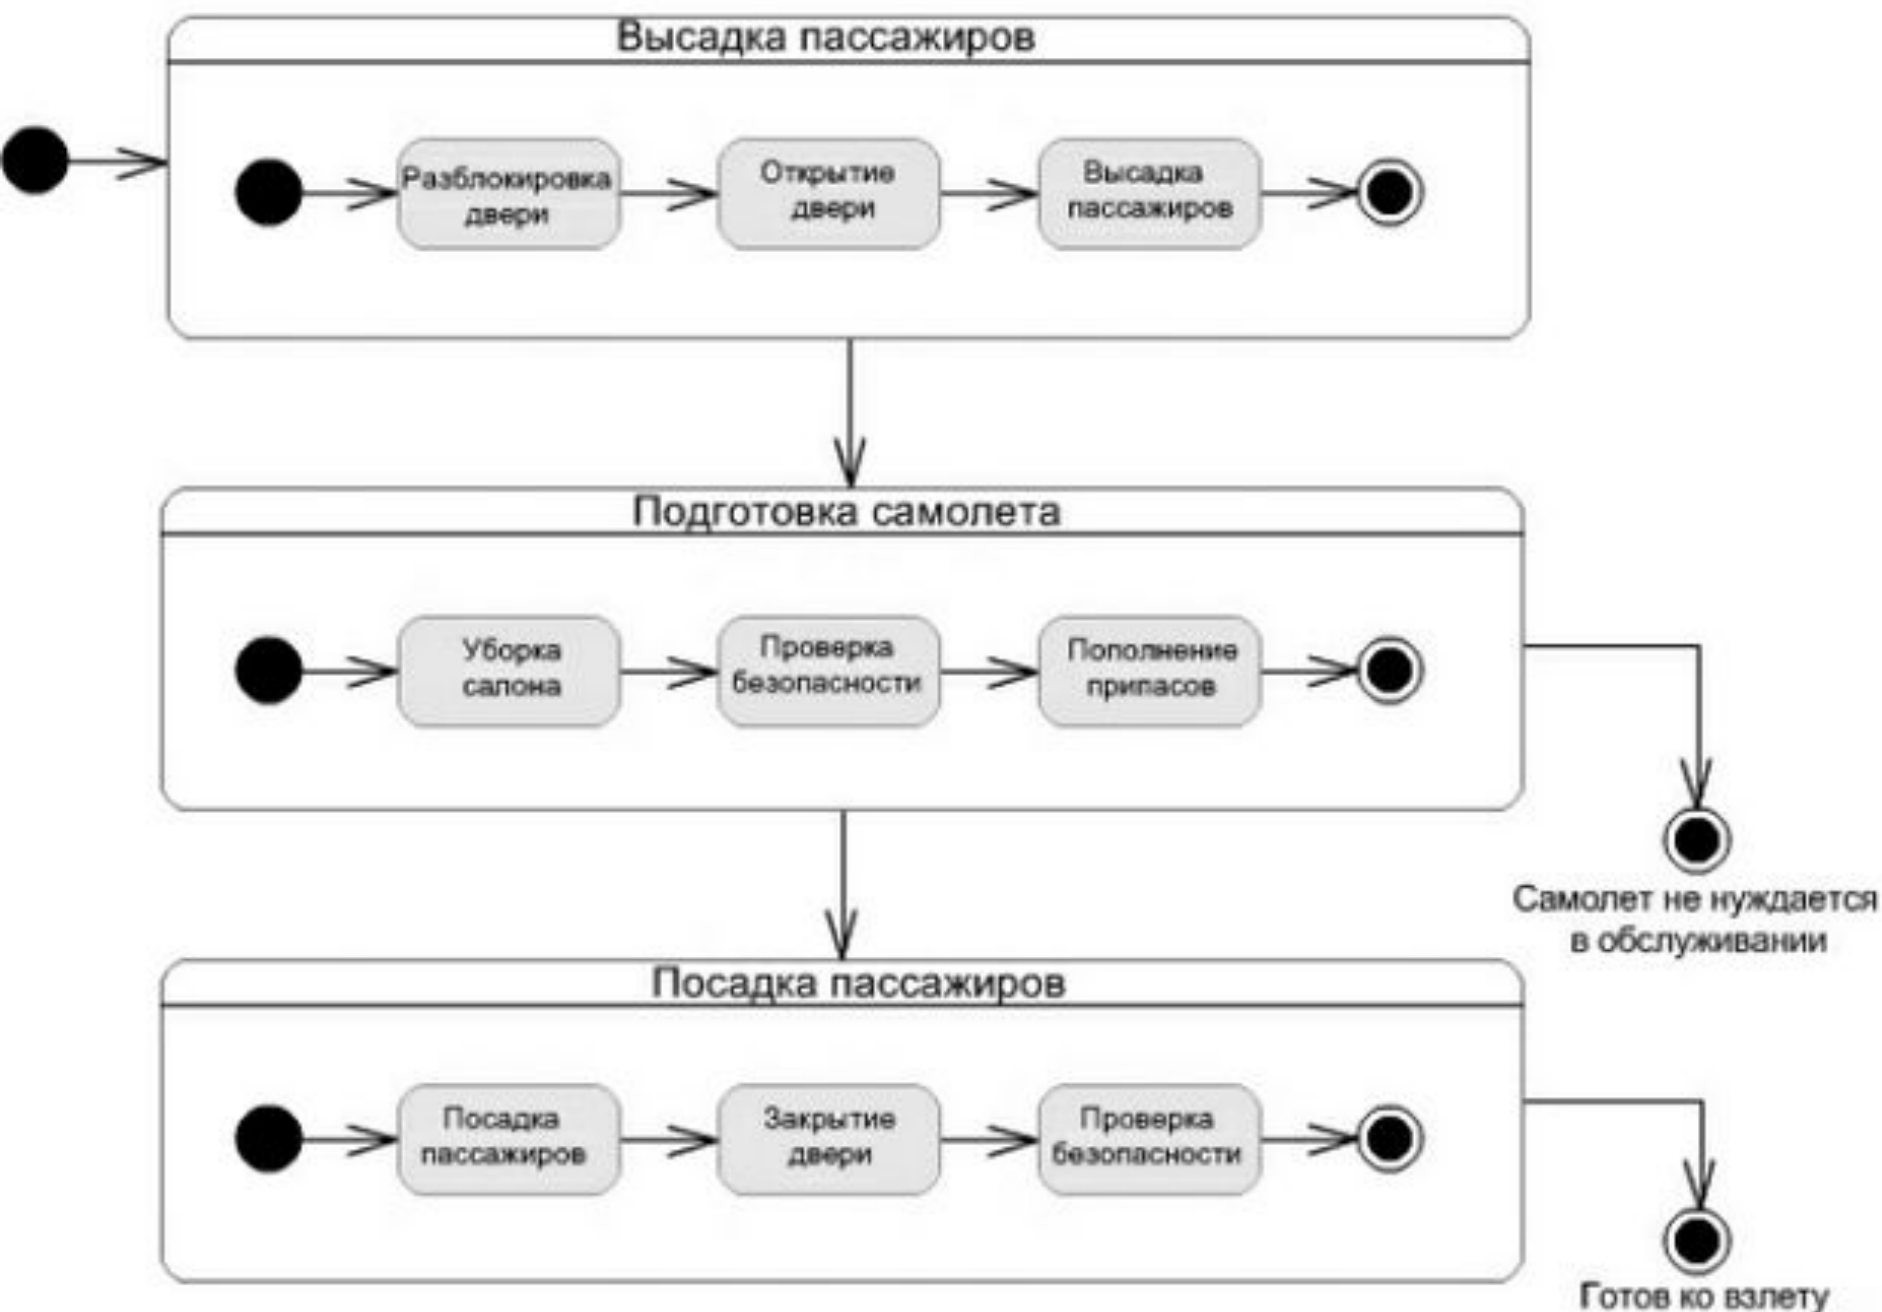 Высадка пассажиров
Разблокировка
двери
Открытие
двери
Высадка
пассажиров
Подготовка самолета
Уборка
салона
Проверка
безопасности
Пополнение
припасов
Самолет не нуждается
в обслуживании
Посадка пассажиров
Посадка
пассажиров
Закрытие
двери
Проверка
безопасности
Готов ко взлету